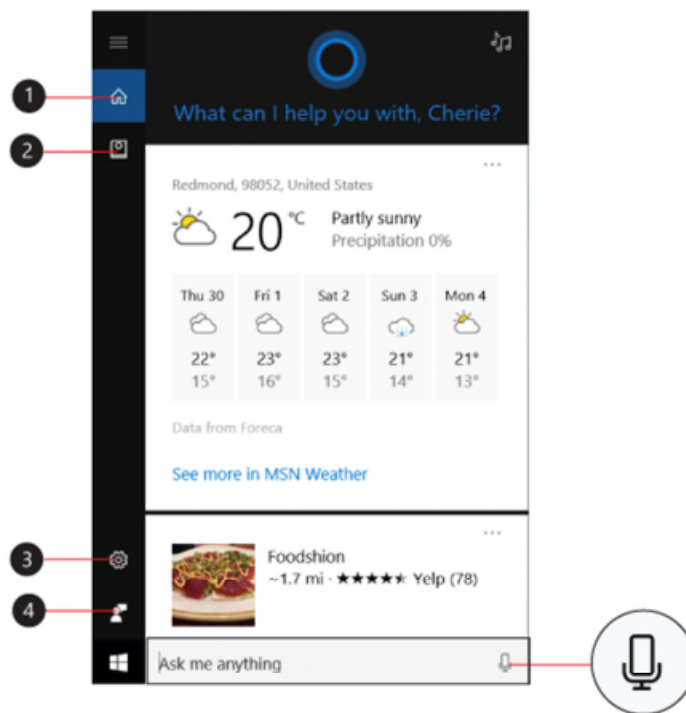 What can I help you with, Cherie?
1
2
Redmond, 98052, United States
20 °C
Partly sunny
Precipitation 0%
Thu 30 Fri 1 Sat 2 Sun 3 Mon 4
22° 23° 23° 21° 21°
15° 16° 15° 14° 13°
Data from Foreca
See more in MSN Weather
3
Foodshion
~1.7 mi · ★★★★⯨ Yelp (78)
4
Ask me anything